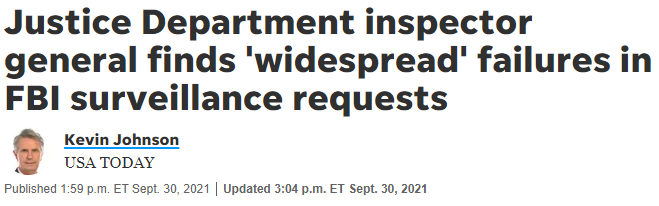 Justice Department inspector
general finds 'widespread' failures in
FBI surveillance requests
Kevin Johnson
USA TODAY
Published 1:59 p.m. ET Sept. 30, 2021 | Updated 3:04 p.m. ET Sept. 30, 2021